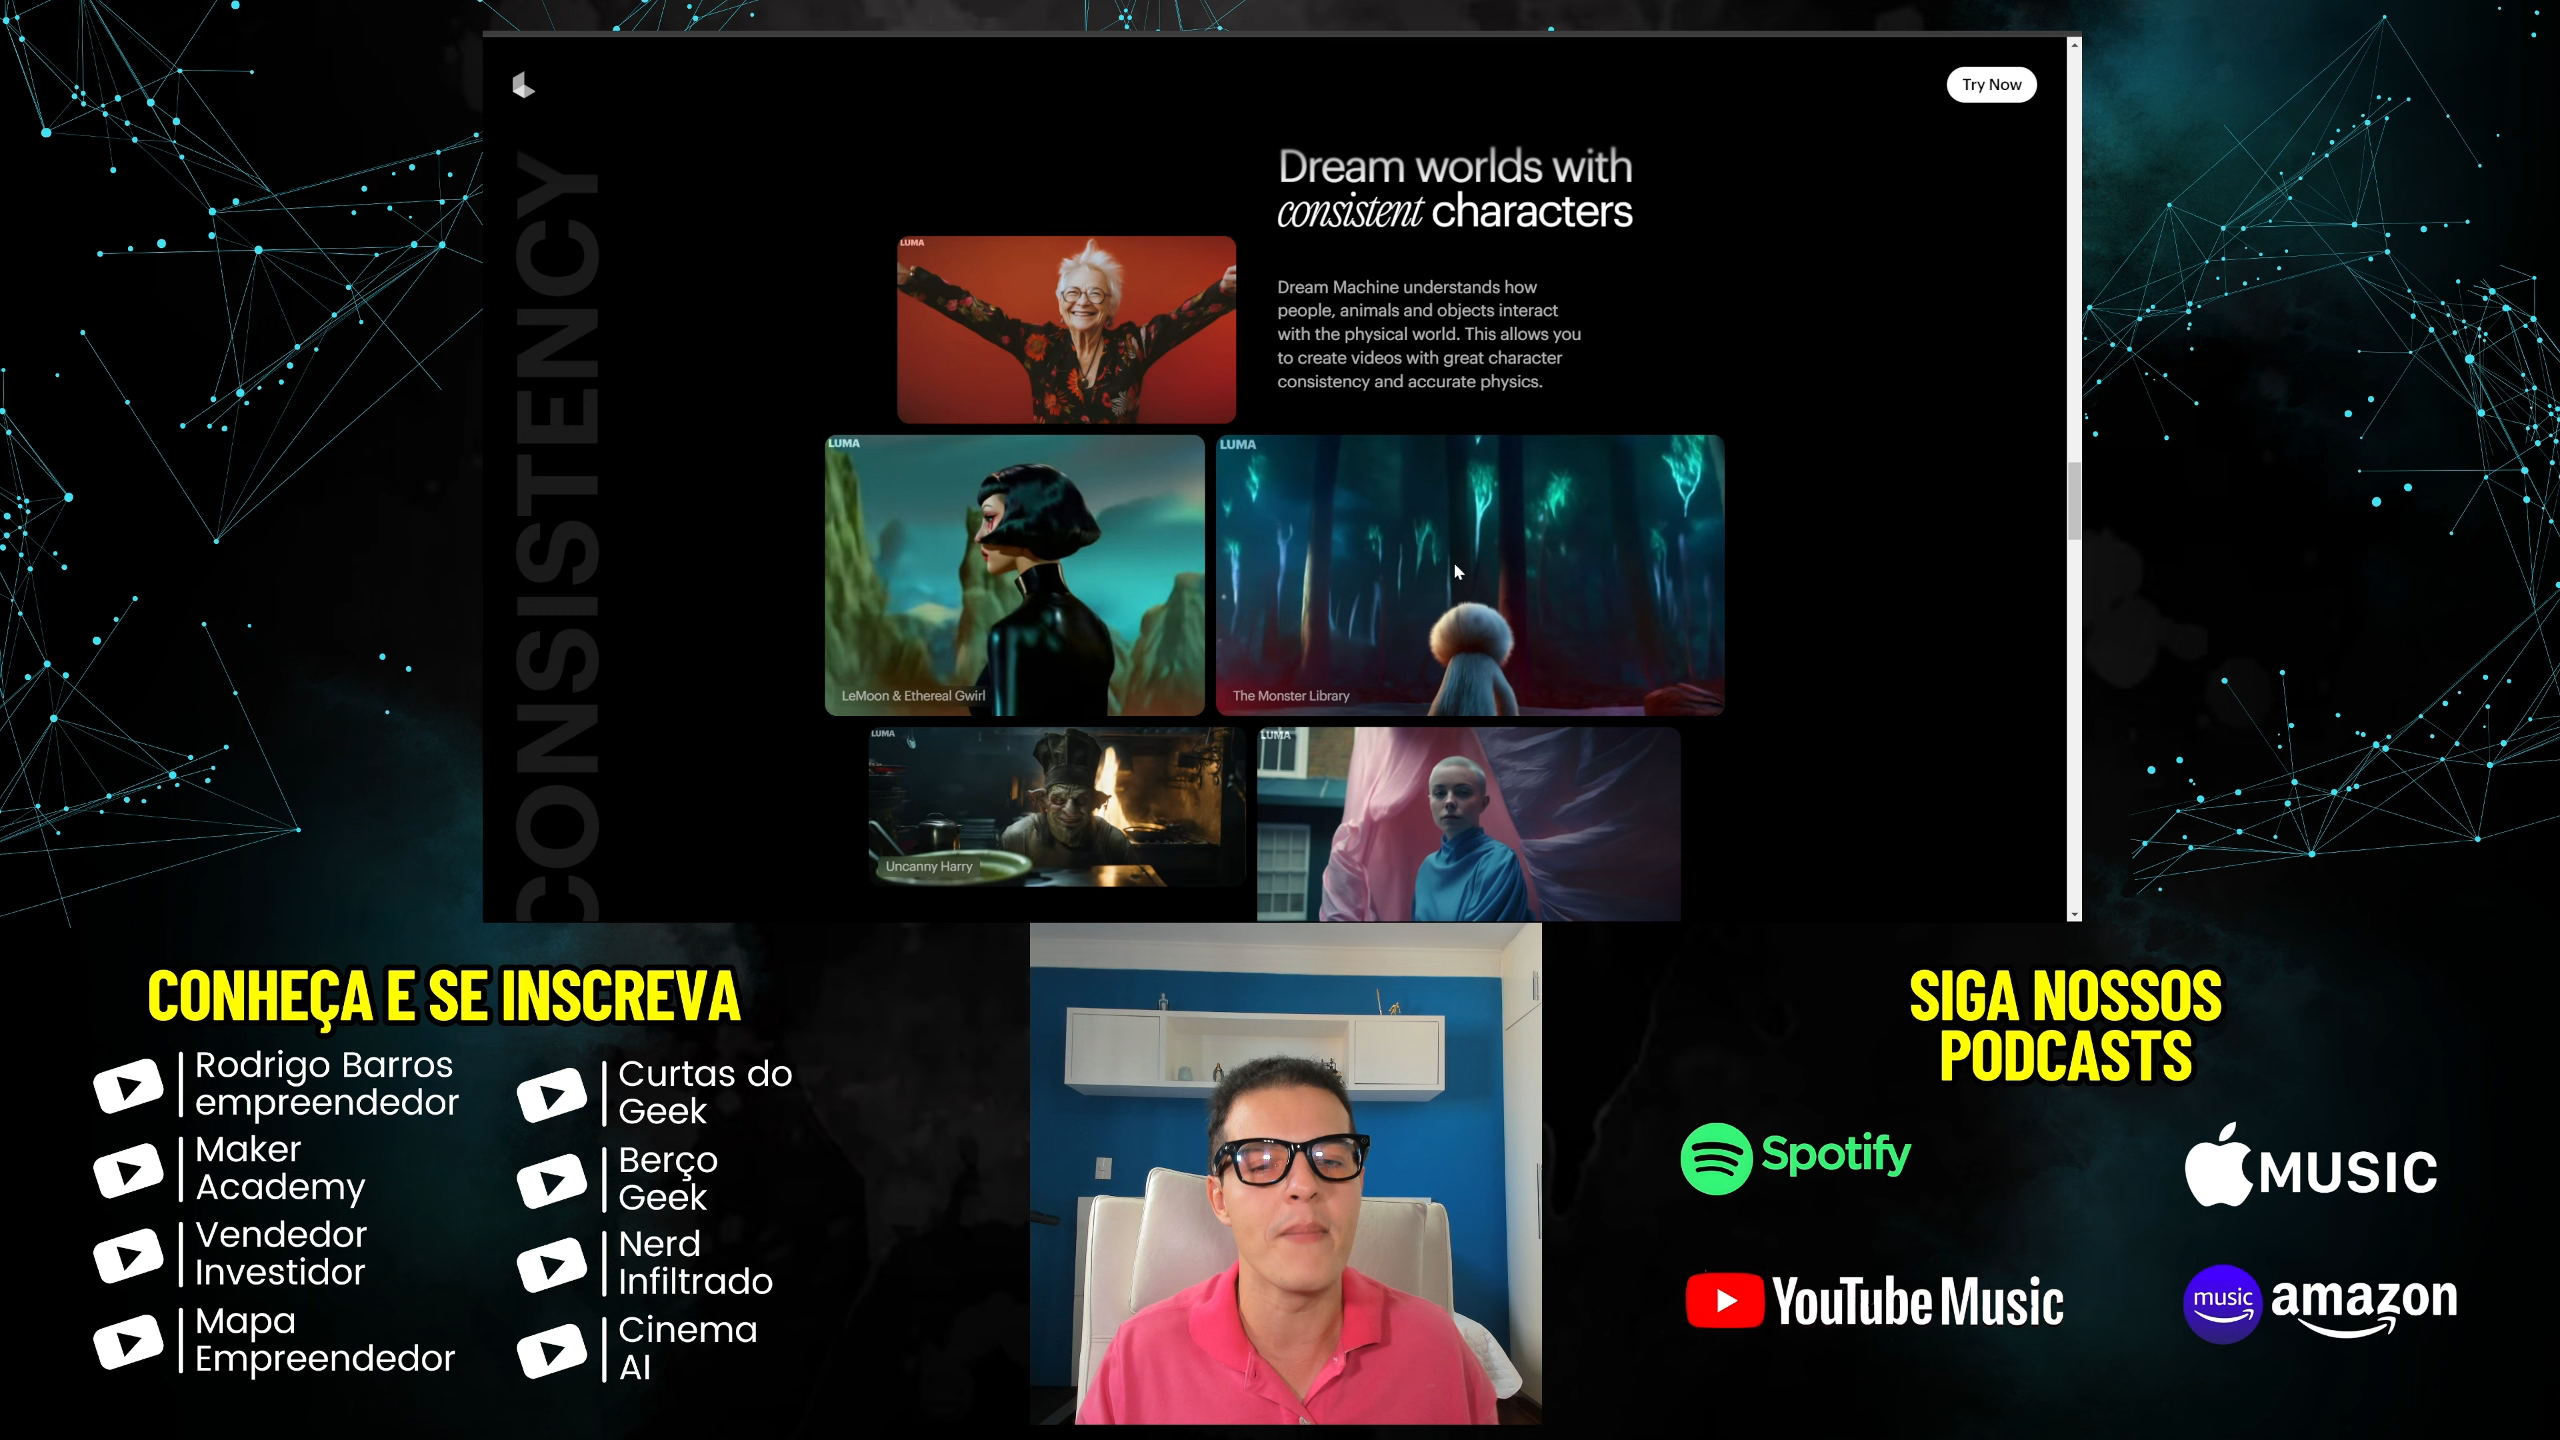 Try Now
CONSISTENCY
Dream worlds with
consistent characters
LUMA
Dream Machine understands how
people, animals and objects interact
with the physical world. This allows you
to create videos with great character
consistency and accurate physics.
LUMA
LUMA
LeMoon & Ethereal Gwirl
The Monster Library
LUMA
LUMA
Uncanny Harry
CONHEÇA E SE INSCREVA
Rodrigo Barros
empreendedor
Maker
Academy
Vendedor
Investidor
Mapa
Empreendedor
Curtas do
Geek
Berço
Geek
Nerd
Infiltrado
Cinema
AI
SIGA NOSSOS
PODCASTS
Spotify
MUSIC
YouTube Music
music
amazon